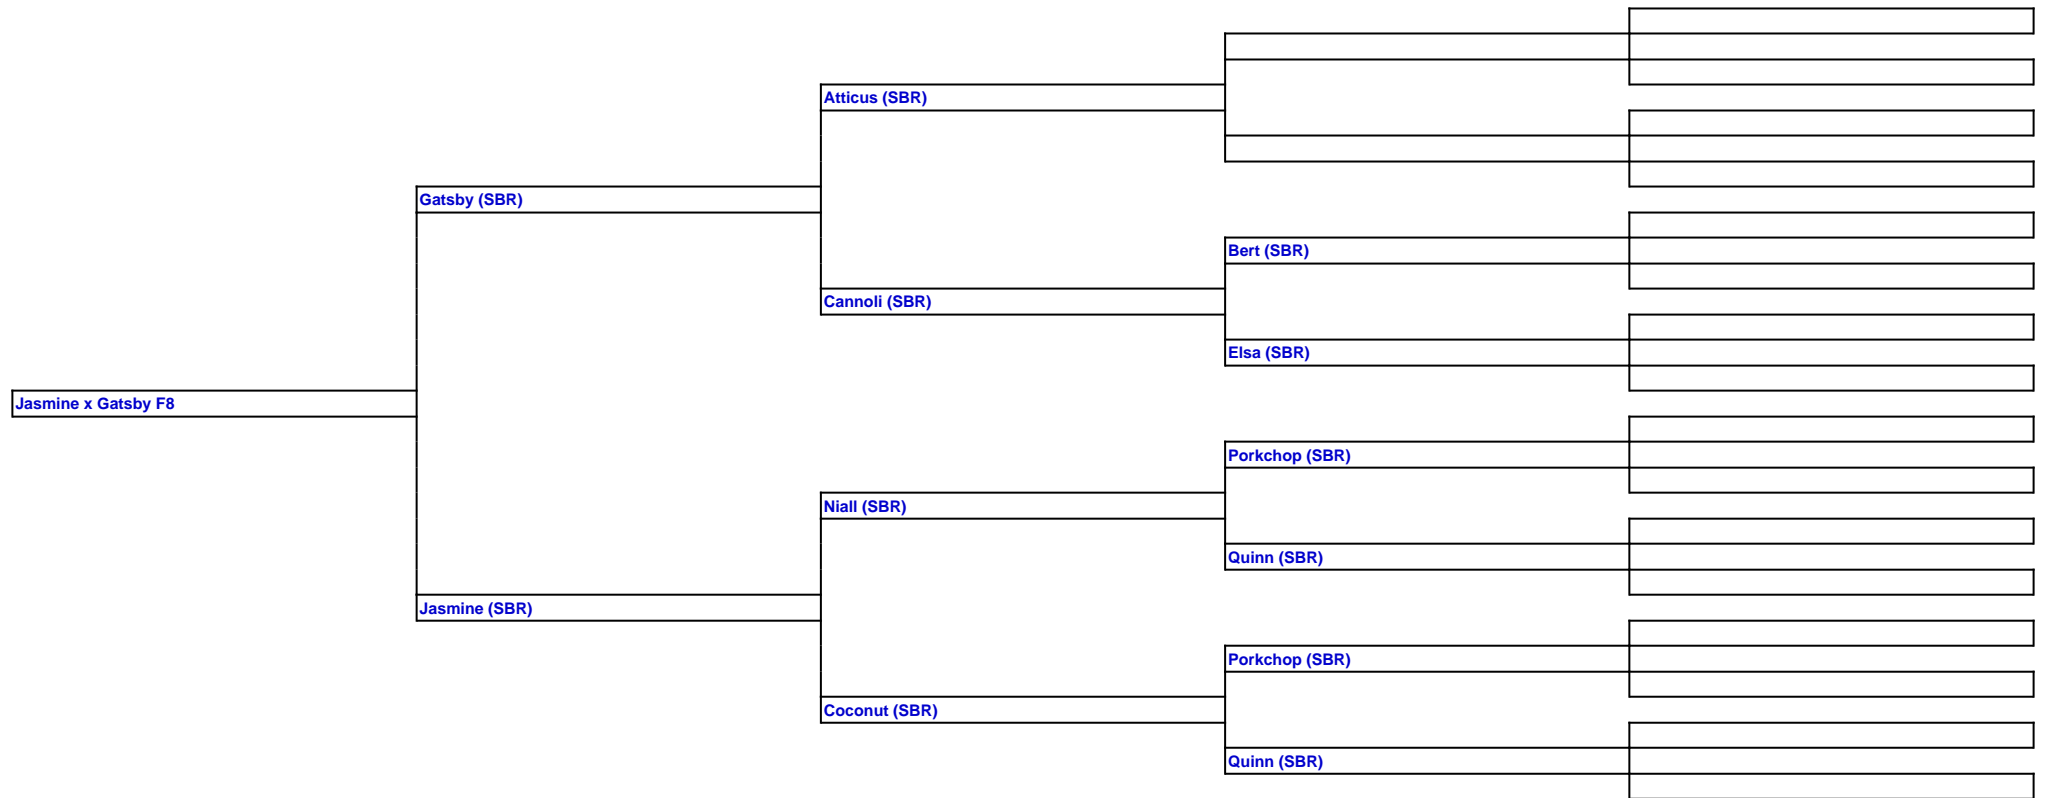 Atticus (SBR)
Gatsby (SBR)
Bert (SBR)
Cannoli (SBR)
Elsa (SBR)
Jasmine x Gatsby F8
Porkchop (SBR)
Niall (SBR)
Quinn (SBR)
Jasmine (SBR)
Porkchop (SBR)
Coconut (SBR)
Quinn (SBR)